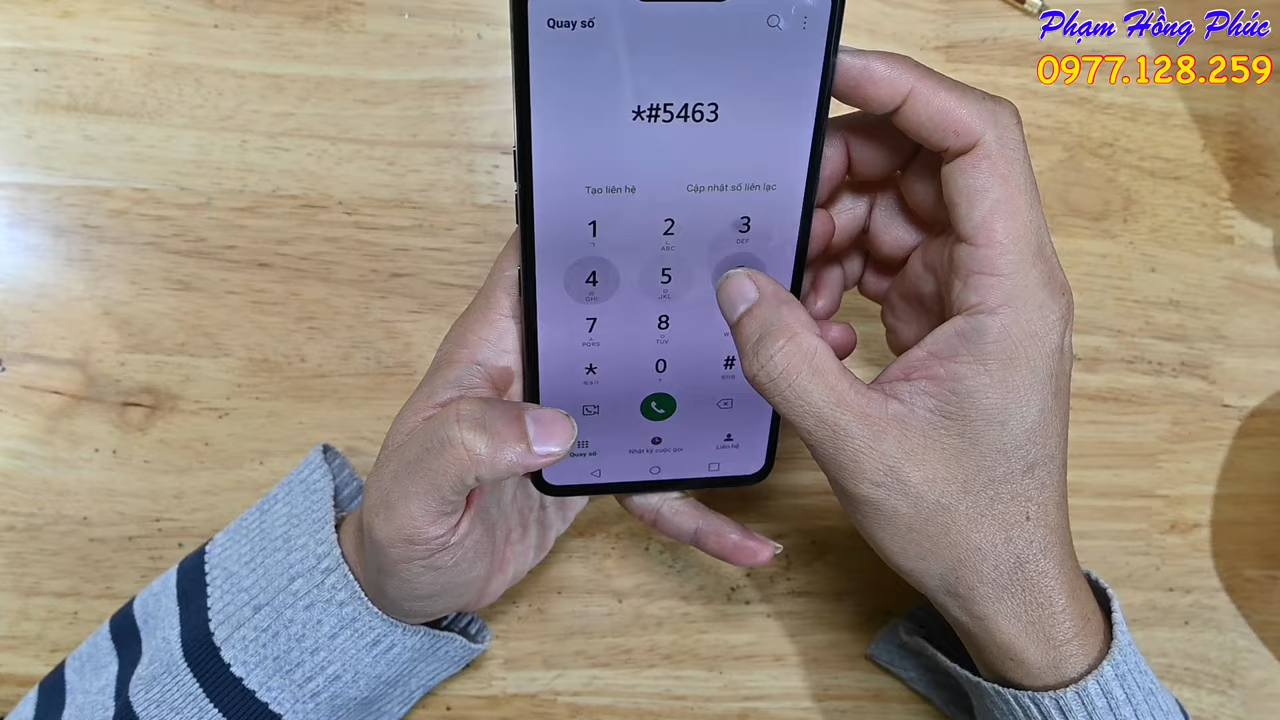 Phạm Hồng Phúc
0977.128.259
Quay số
*#5463
Tạo liên hệ
Cập nhật số liên lạc
1 2 3
ABC DEF
4 5
GHI JKL
7 8
PQRS TUV
* 0 #
Quay số
Nhật ký cuộc gọi
Liên hệ